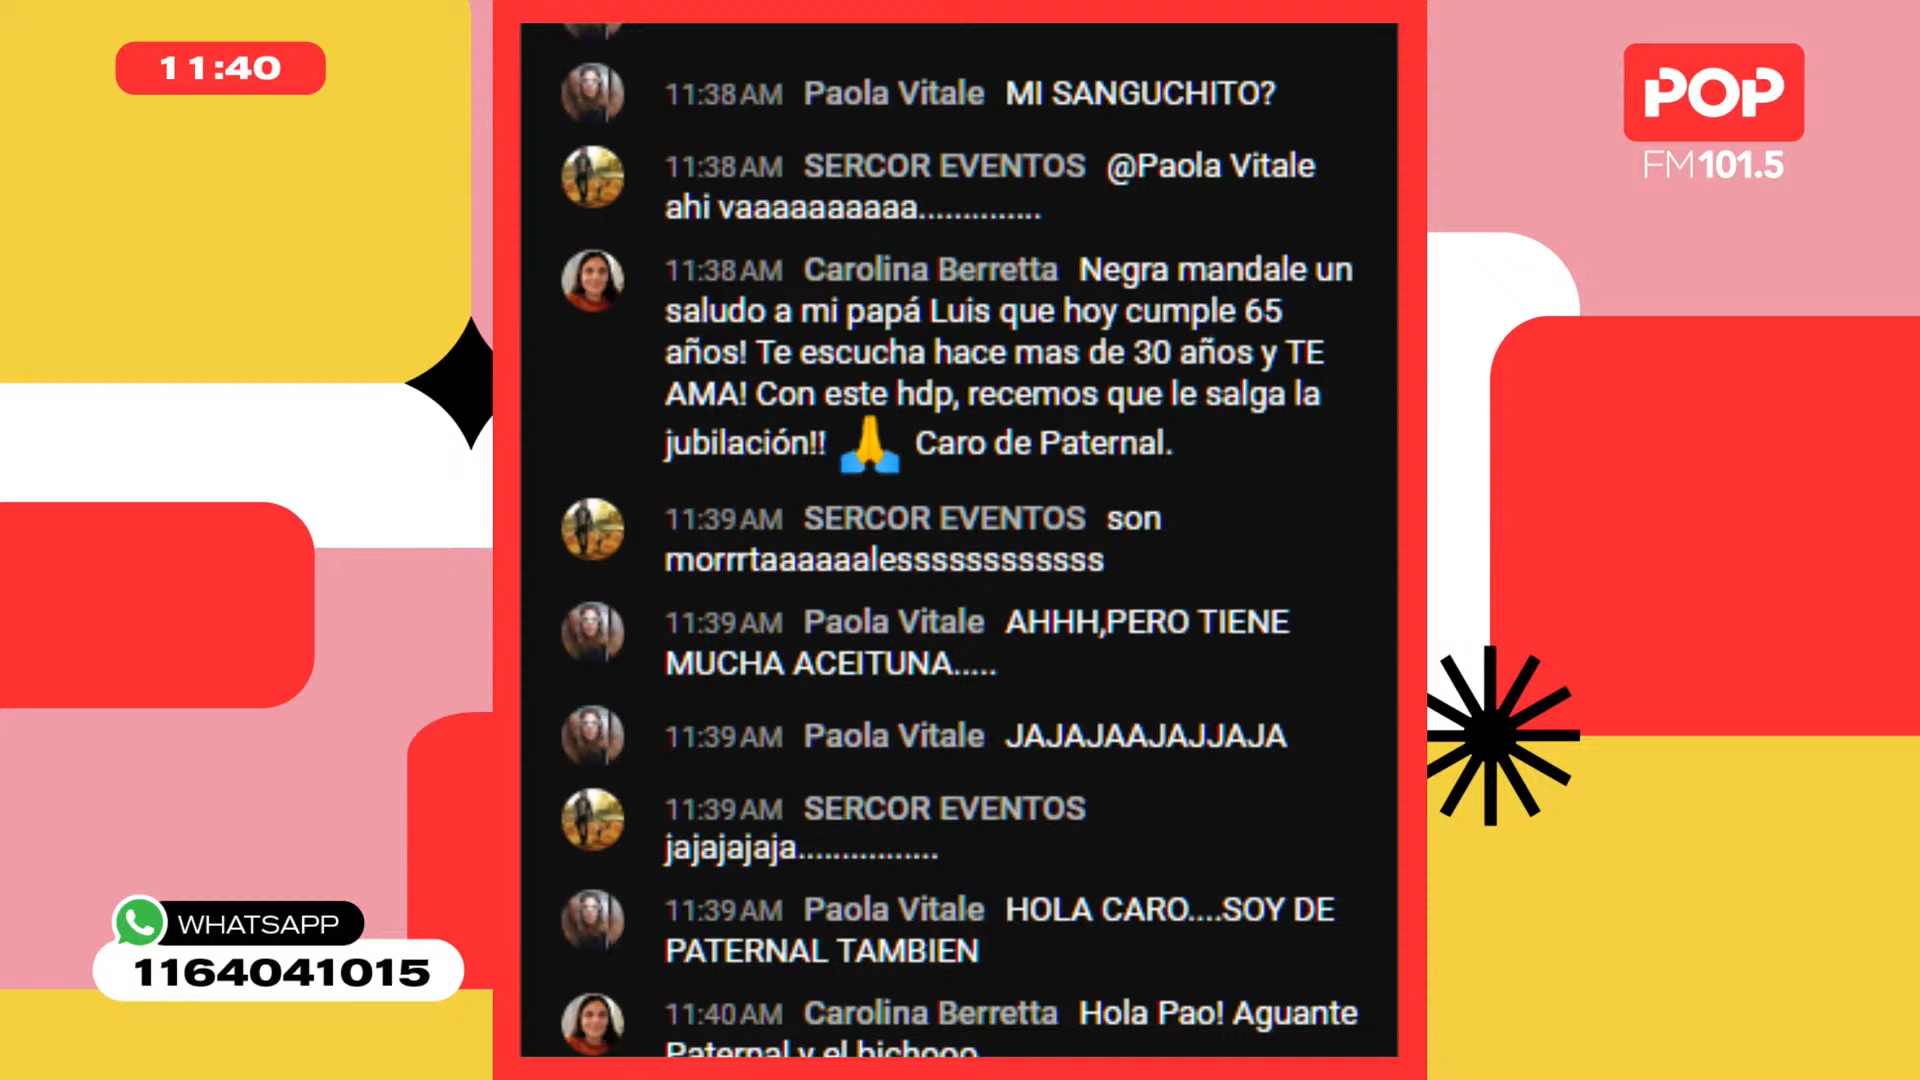 11:40
POP
FM101.5
11:38 AM Paola Vitale MI SANGUCHITO?
11:38 AM SERCOR EVENTOS @Paola Vitale
ahi vaaaaaaaaaa..............
11:38 AM Carolina Berretta Negra mandale un
saludo a mi papá Luis que hoy cumple 65
años! Te escucha hace mas de 30 años y TE
AMA! Con este hdp, recemos que le salga la
jubilación!! 🙏 Caro de Paternal.
11:39 AM SERCOR EVENTOS son
morrrtaaaaaalesssssssssssss
11:39 AM Paola Vitale AHHH,PERO TIENE
MUCHA ACEITUNA.....
11:39 AM Paola Vitale JAJAJAAJAJJAJA
11:39 AM SERCOR EVENTOS
jajajajaja................
11:39 AM Paola Vitale HOLA CARO....SOY DE
PATERNAL TAMBIEN
11:40 AM Carolina Berretta Hola Pao! Aguante
Paternal y el bichooo
WHATSAPP
1164041015